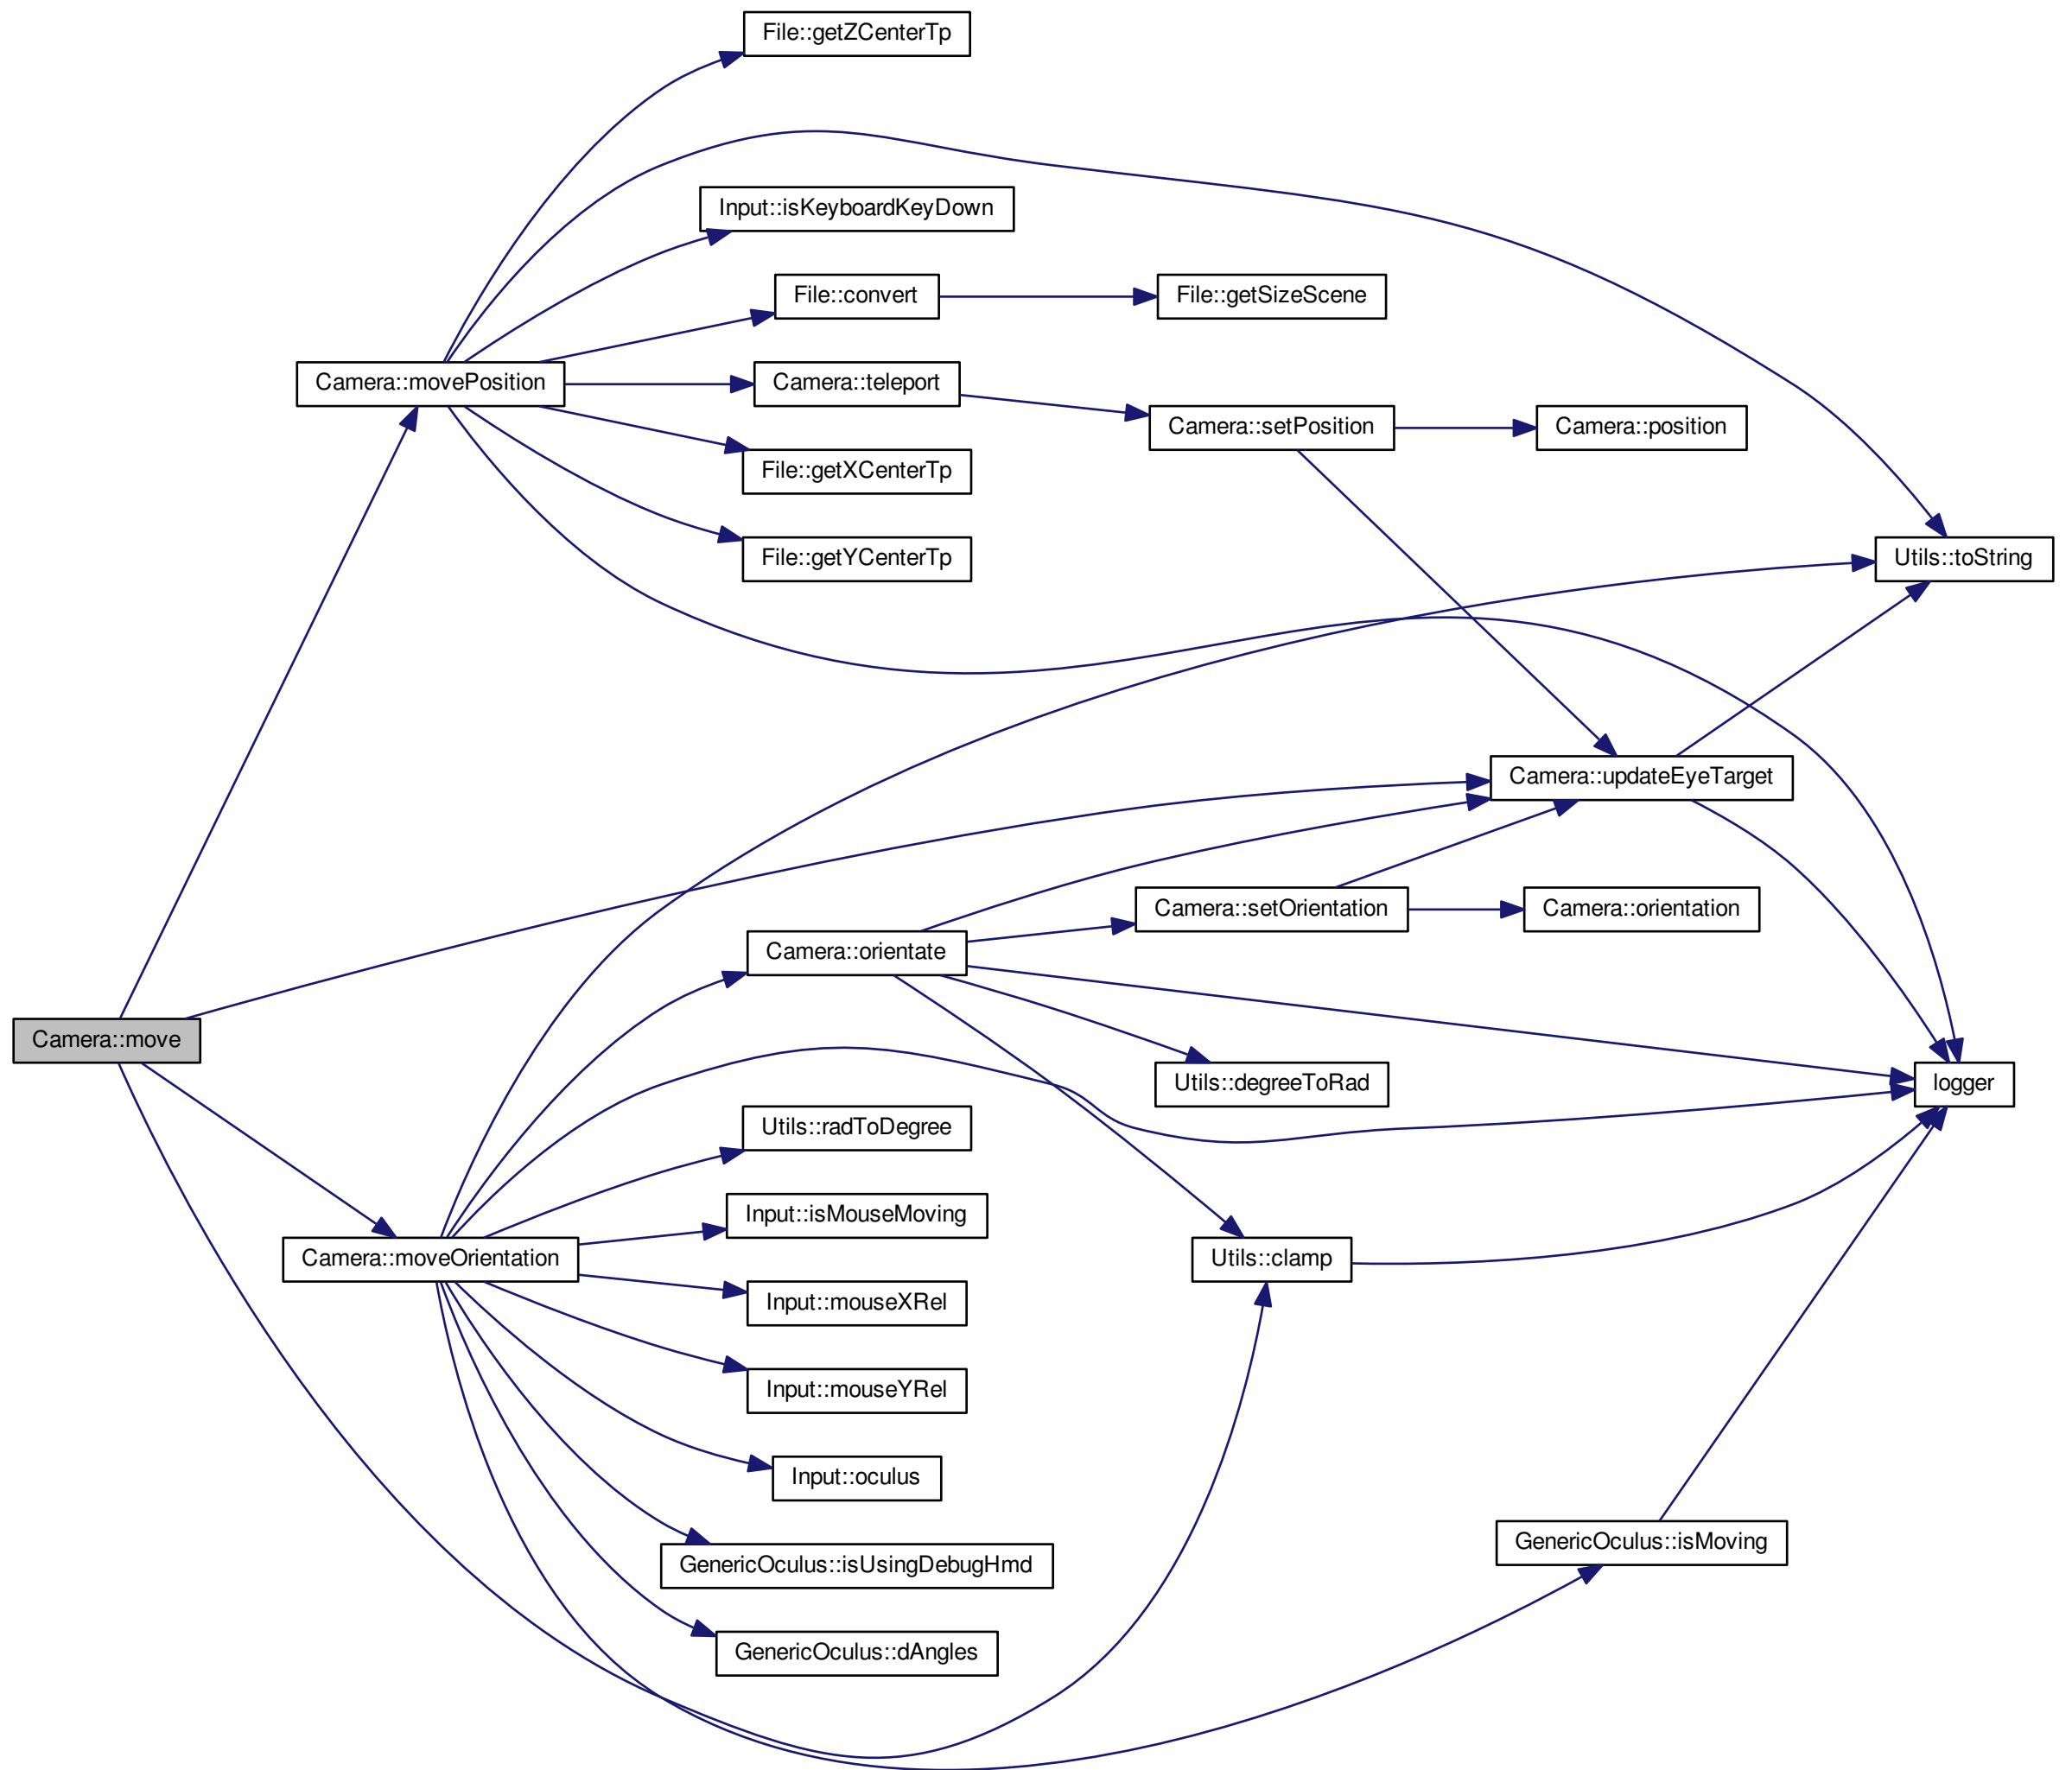 File::getZCenterTp
Input::isKeyboardKeyDown
File::convert
File::getSizeScene
Camera::movePosition
Camera::teleport
Camera::setPosition
Camera::position
File::getXCenterTp
File::getYCenterTp
Utils::toString
Camera::updateEyeTarget
Camera::setOrientation
Camera::orientation
Camera::orientate
Camera::move
Utils::degreeToRad
logger
Utils::radToDegree
Input::isMouseMoving
Camera::moveOrientation
Utils::clamp
Input::mouseXRel
Input::mouseYRel
Input::oculus
GenericOculus::isMoving
GenericOculus::isUsingDebugHmd
GenericOculus::dAngles